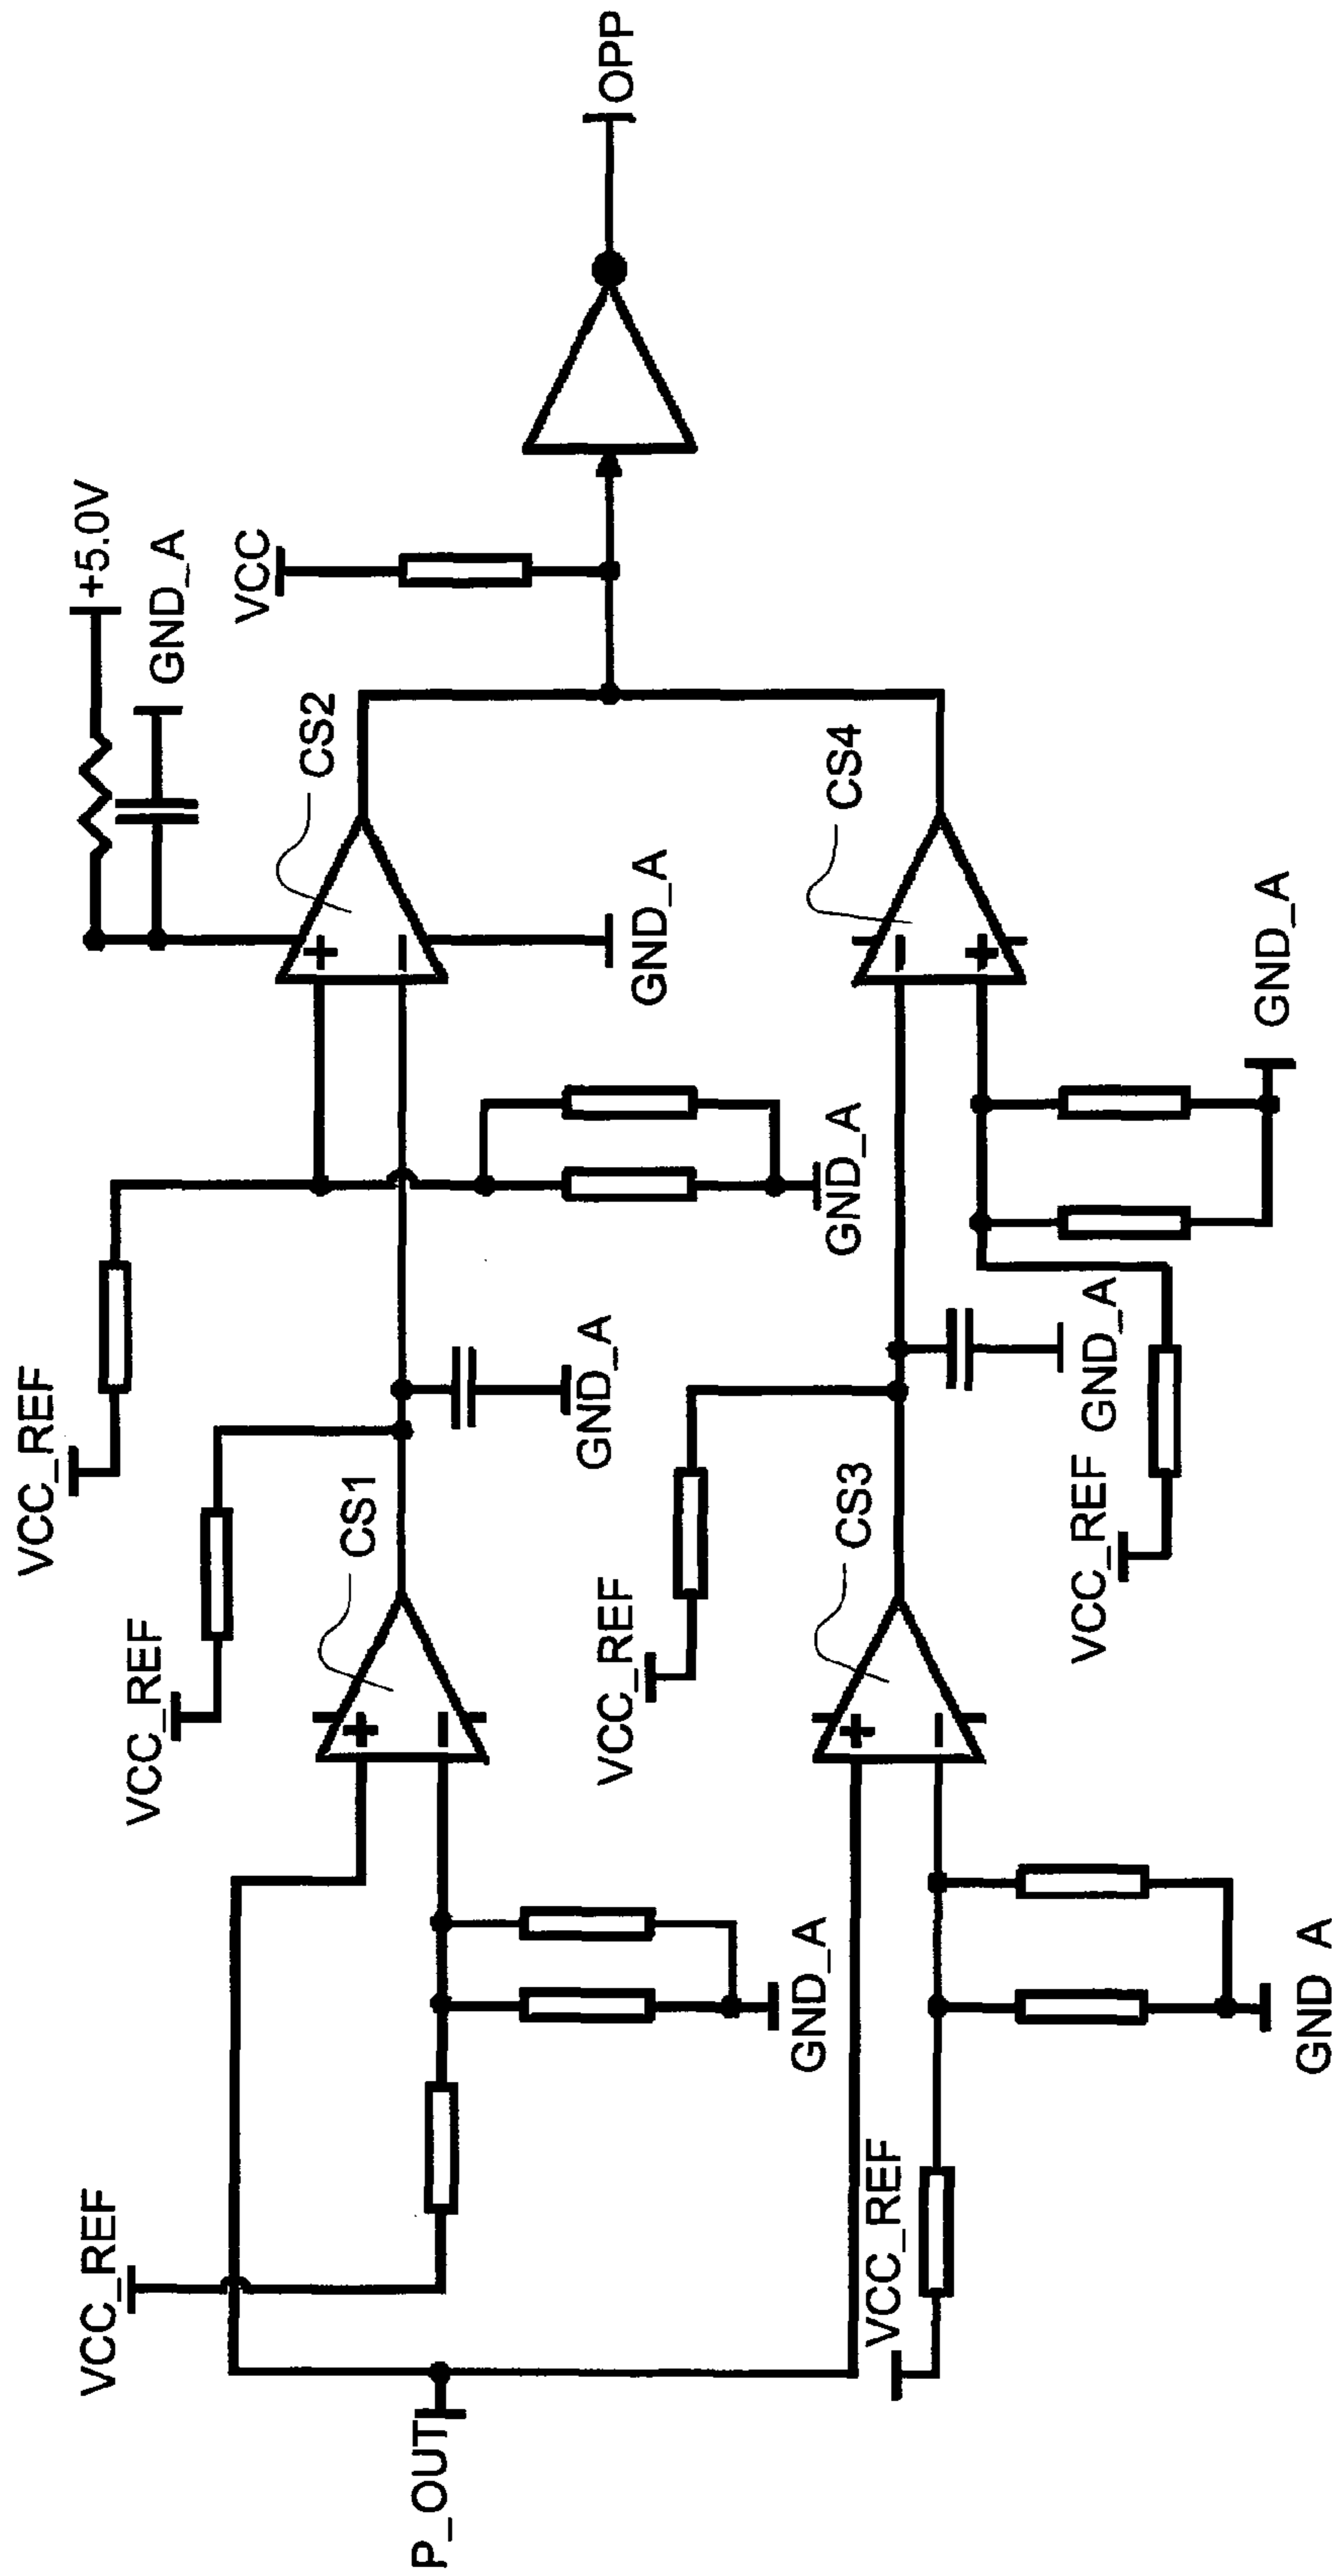 +5.0V
GND_A
VCC_REF
VCC
OPP
CS2
VCC_REF
VCC_REF
CS1
GND_A
GND_A
P_OUT
GND_A
GND_A
VCC_REF
CS3
CS4
VCC_REF
GND_A
VCC_REF
GND_A
GND A